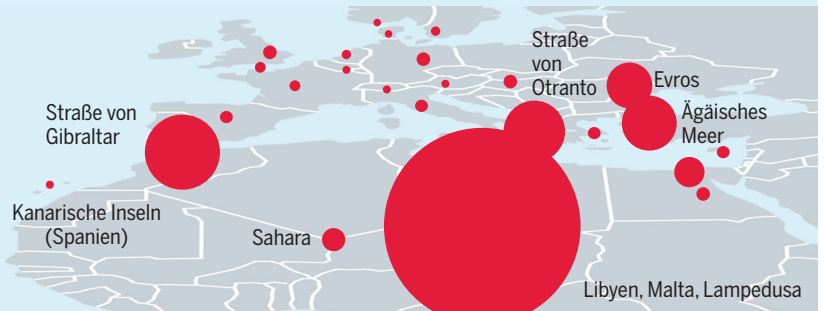 Straße von
Gibraltar
Kanarische Inseln
(Spanien)
Sahara
Straße
von
Otranto
Evros
Ägäisches
Meer
Libyen, Malta, Lampedusa